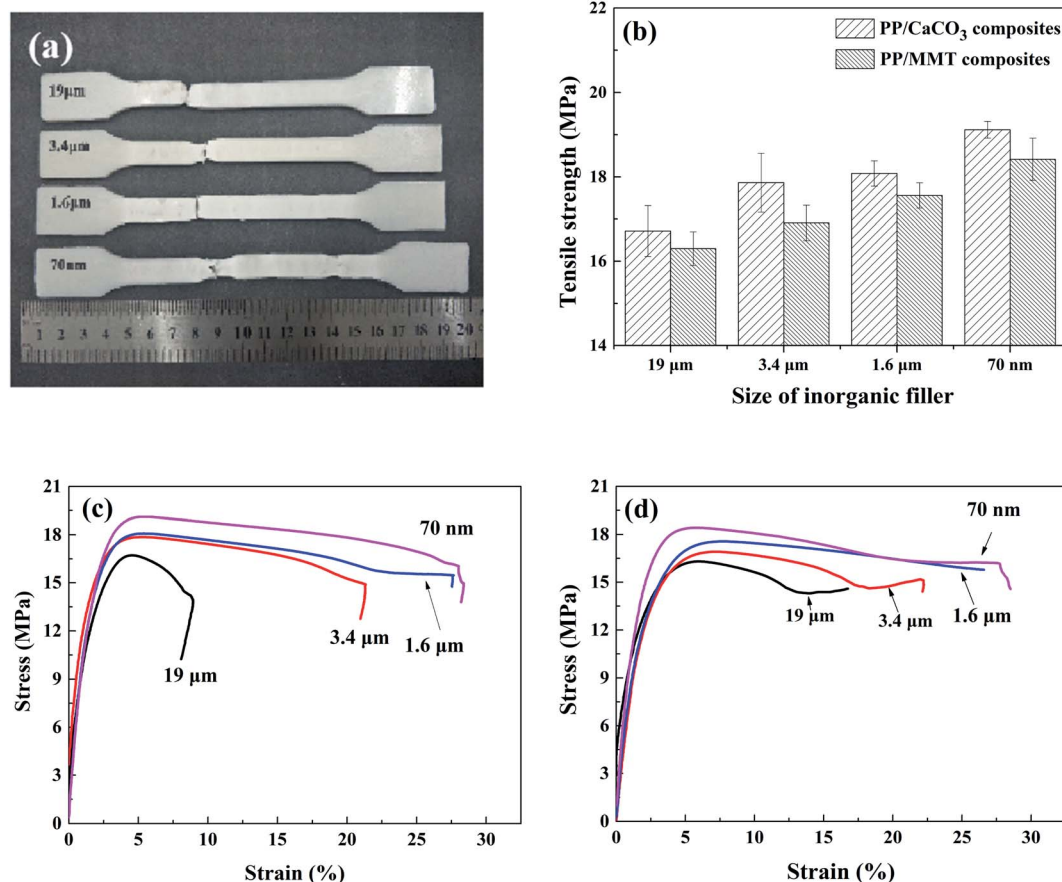 (a)
19μm
3.4μm
1.6μm
70nm
1 2 3 4 5 6 7 8 9 10 11 12 13 14 15 16 17 18 19 20
(b)
PP/CaCO₃ composites
PP/MMT composites
Tensile strength (MPa)
22
20
18
16
14
19 μm 3.4 μm 1.6 μm 70 nm
Size of inorganic filler
(c)
Stress (MPa)
21
18
15
12
9
6
3
0
70 nm
1.6 μm
3.4 μm
19 μm
0 5 10 15 20 25 30
Strain (%)
(d)
Stress (MPa)
21
18
15
12
9
6
3
0
70 nm
1.6 μm
3.4 μm
19 μm
0 5 10 15 20 25 30
Strain (%)